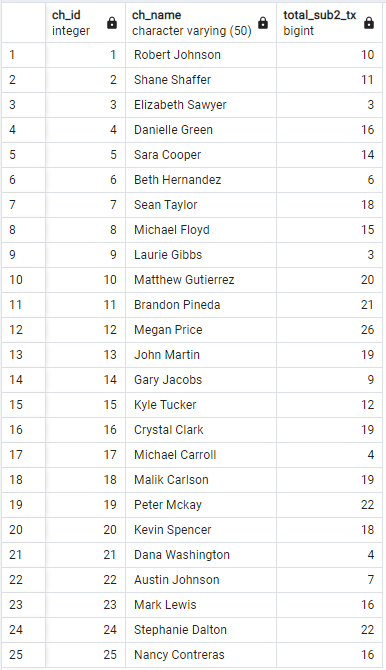 ch_id ch_name total_sub2_tx
integer character varying (50) bigint
1 1 Robert Johnson 10
2 2 Shane Shaffer 11
3 3 Elizabeth Sawyer 3
4 4 Danielle Green 16
5 5 Sara Cooper 14
6 6 Beth Hernandez 6
7 7 Sean Taylor 18
8 8 Michael Floyd 15
9 9 Laurie Gibbs 3
10 10 Matthew Gutierrez 20
11 11 Brandon Pineda 21
12 12 Megan Price 26
13 13 John Martin 19
14 14 Gary Jacobs 9
15 15 Kyle Tucker 12
16 16 Crystal Clark 19
17 17 Michael Carroll 4
18 18 Malik Carlson 19
19 19 Peter Mckay 22
20 20 Kevin Spencer 18
21 21 Dana Washington 4
22 22 Austin Johnson 7
23 23 Mark Lewis 16
24 24 Stephanie Dalton 22
25 25 Nancy Contreras 16